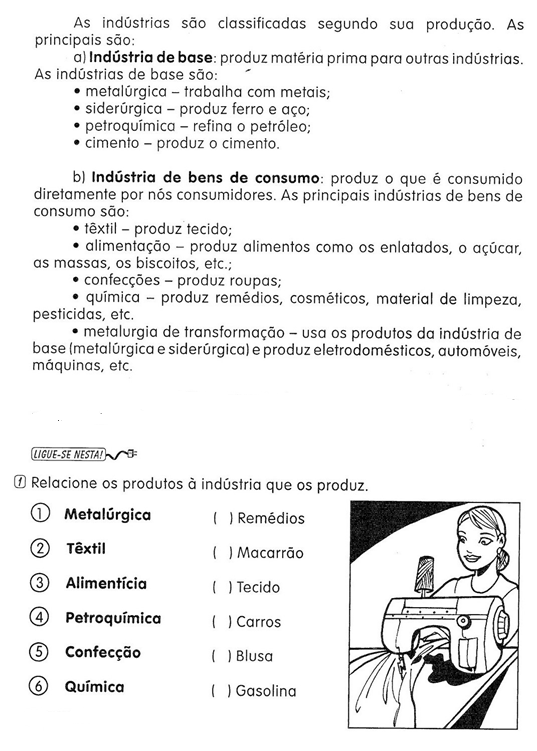 As indústrias são classificadas segundo sua produção. As
principais são:
a) Indústria de base: produz matéria prima para outras indústrias.
As indústrias de base são:
• metalúrgica – trabalha com metais;
• siderúrgica – produz ferro e aço;
• petroquímica – refina o petróleo;
• cimento – produz o cimento.
b) Indústria de bens de consumo: produz o que é consumido
diretamente por nós consumidores. As principais indústrias de bens de
consumo são:
• têxtil – produz tecido;
• alimentação – produz alimentos como os enlatados, o açúcar,
as massas, os biscoitos, etc.;
• confecções – produz roupas;
• química – produz remédios, cosméticos, material de limpeza,
pesticidas, etc.
• metalurgia de transformação – usa os produtos da indústria de
base (metalúrgica e siderúrgica) e produz eletrodomésticos, automóveis,
máquinas, etc.
LIGUE-SE NESTA!
1 Relacione os produtos à indústria que os produz.
1 Metalúrgica ( ) Remédios
2 Têxtil ( ) Macarrão
3 Alimentícia ( ) Tecido
4 Petroquímica ( ) Carros
5 Confecção ( ) Blusa
6 Química ( ) Gasolina